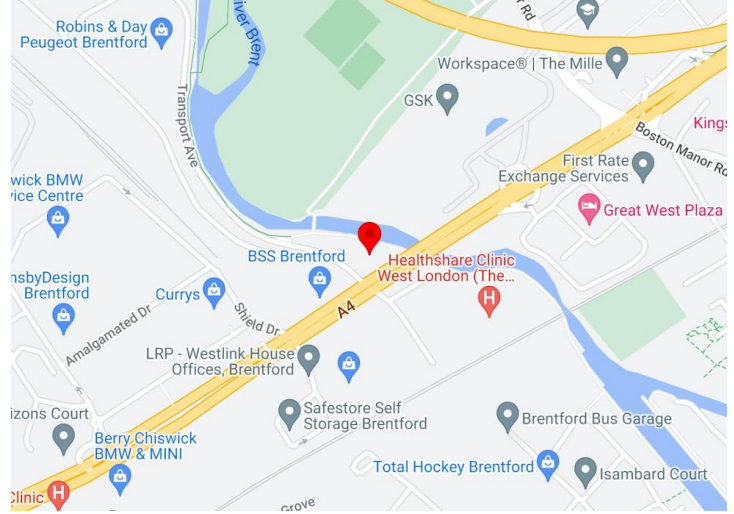 Robins & Day
Peugeot Brentford
River Brent
ur Rd
Workspace® | The Mille
GSK
Transport Ave
Kings
Boston Manor Rd
First Rate
Exchange Services
wick BMW
vice Centre
Great West Plaza
BSS Brentford
Healthshare Clinic
West London (The...
nsbyDesign
Brentford
Currys
A4
Shield Dr
Amalgamated Dr
LRP - Westlink House
Offices, Brentford
izons Court
Safestore Self
Storage Brentford
Brentford Bus Garage
Berry Chiswick
BMW & MINI
Total Hockey Brentford
Isambard Court
Clinic
Grove